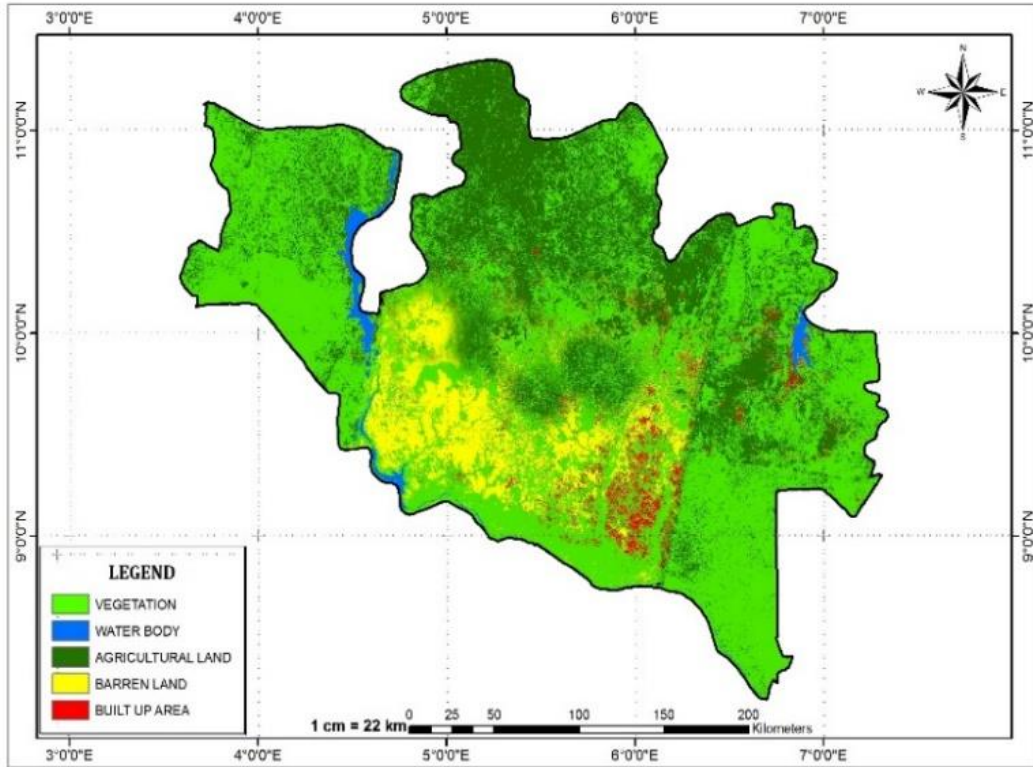 3°0'0"E 4°0'0"E 5°0'0"E 6°0'0"E 7°0'0"E
N
W E
S
11°0'0"N 11°0'0"N
10°0'0"N 10°0'0"N
9°0'0"N 9°0'0"N
LEGEND
VEGETATION
WATER BODY
AGRICULTURAL LAND
BARREN LAND
BUILT UP AREA
1 cm = 22 km
0 25 50 100 150 200
Kilometers
3°0'0"E 4°0'0"E 5°0'0"E 6°0'0"E 7°0'0"E